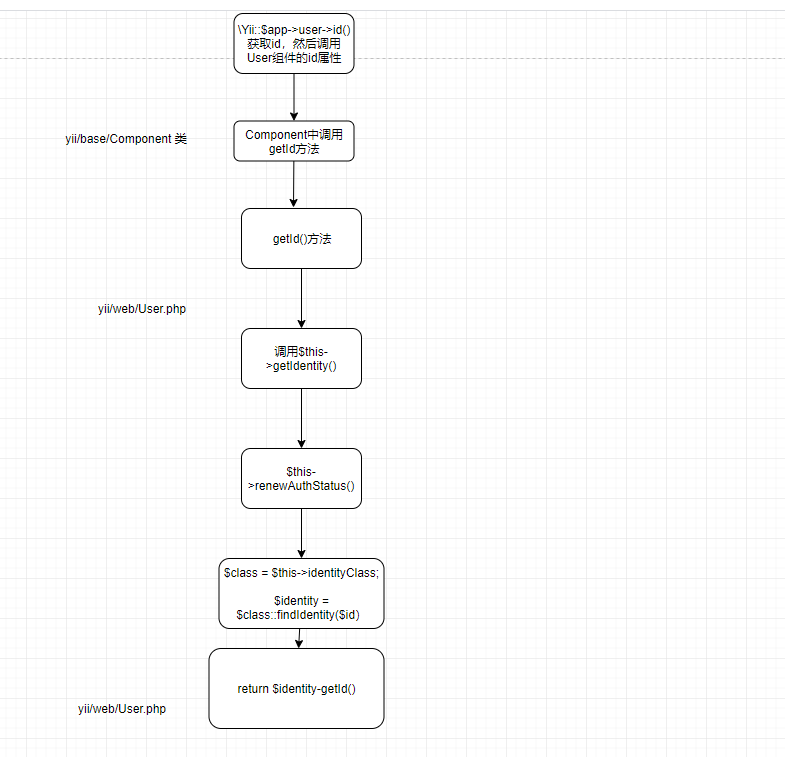 \Yii::$app->user->id()
获取id，然后调用
User组件的id属性
yii/base/Component 类
Component中调用
getId方法
getId()方法
yii/web/User.php
调用$this-
>getIdentity()
$this-
>renewAuthStatus()
$class = $this->identityClass;
$identity =
$class::findIdentity($id)
return $identity-getId()
yii/web/User.php